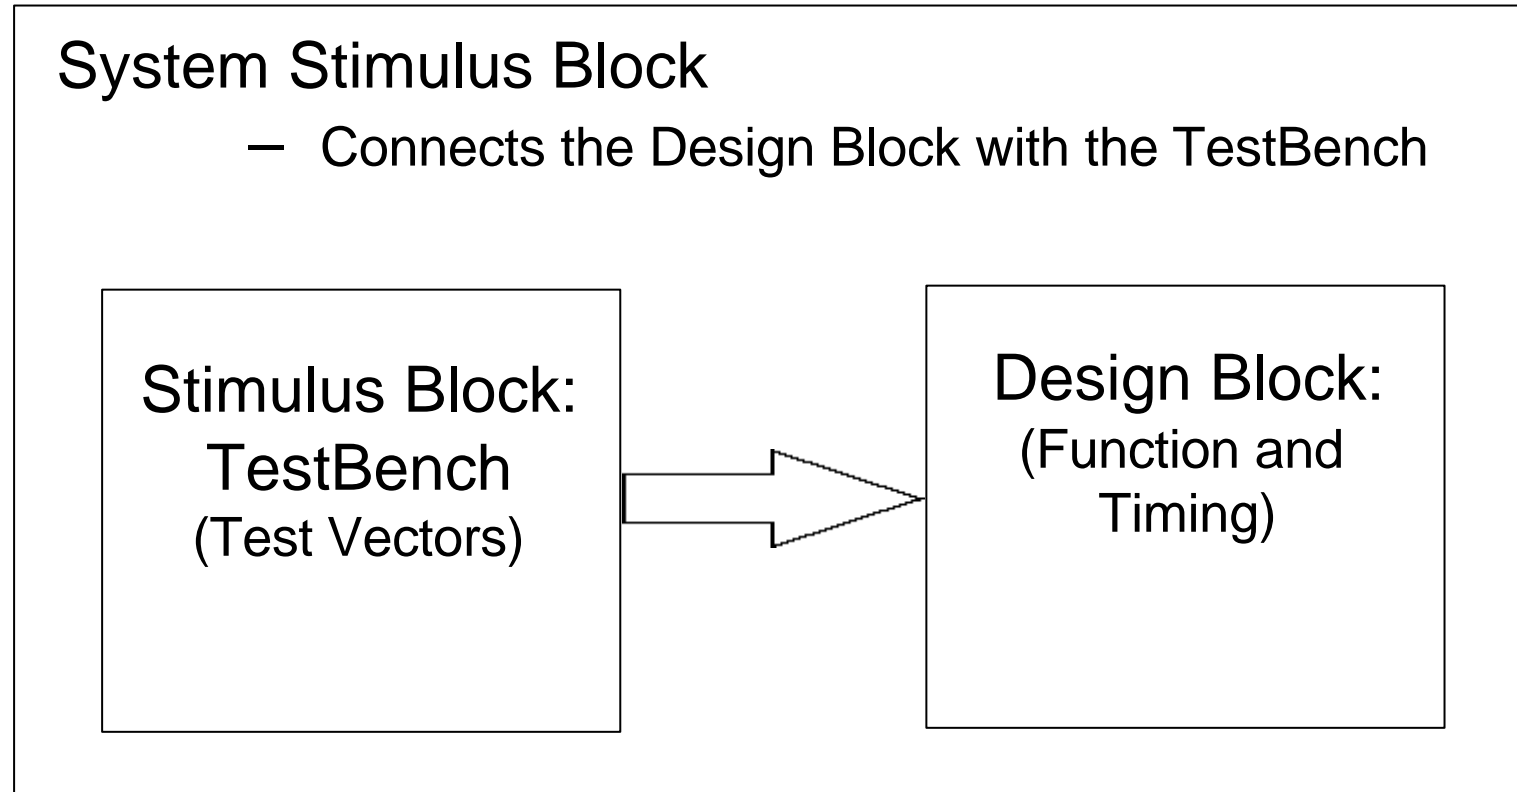 System Stimulus Block
— Connects the Design Block with the TestBench
Stimulus Block:
TestBench
(Test Vectors)
Design Block:
(Function and
Timing)